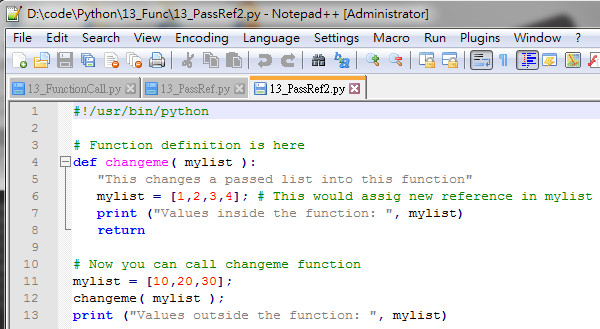 D:\code\Python\13_Func\13_PassRef2.py - Notepad++ [Administrator]
File Edit Search View Encoding Language Settings Macro Run Plugins Window ?
13_FunctionCall.py 13_PassRef.py 13_PassRef2.py
1 #!/usr/bin/python
2
3 # Function definition is here
4 def changeme( mylist ):
5 "This changes a passed list into this function"
6 mylist = [1,2,3,4]; # This would assig new reference in mylist
7 print ("Values inside the function: ", mylist)
8 return
9
10 # Now you can call changeme function
11 mylist = [10,20,30];
12 changeme( mylist );
13 print ("Values outside the function: ", mylist)